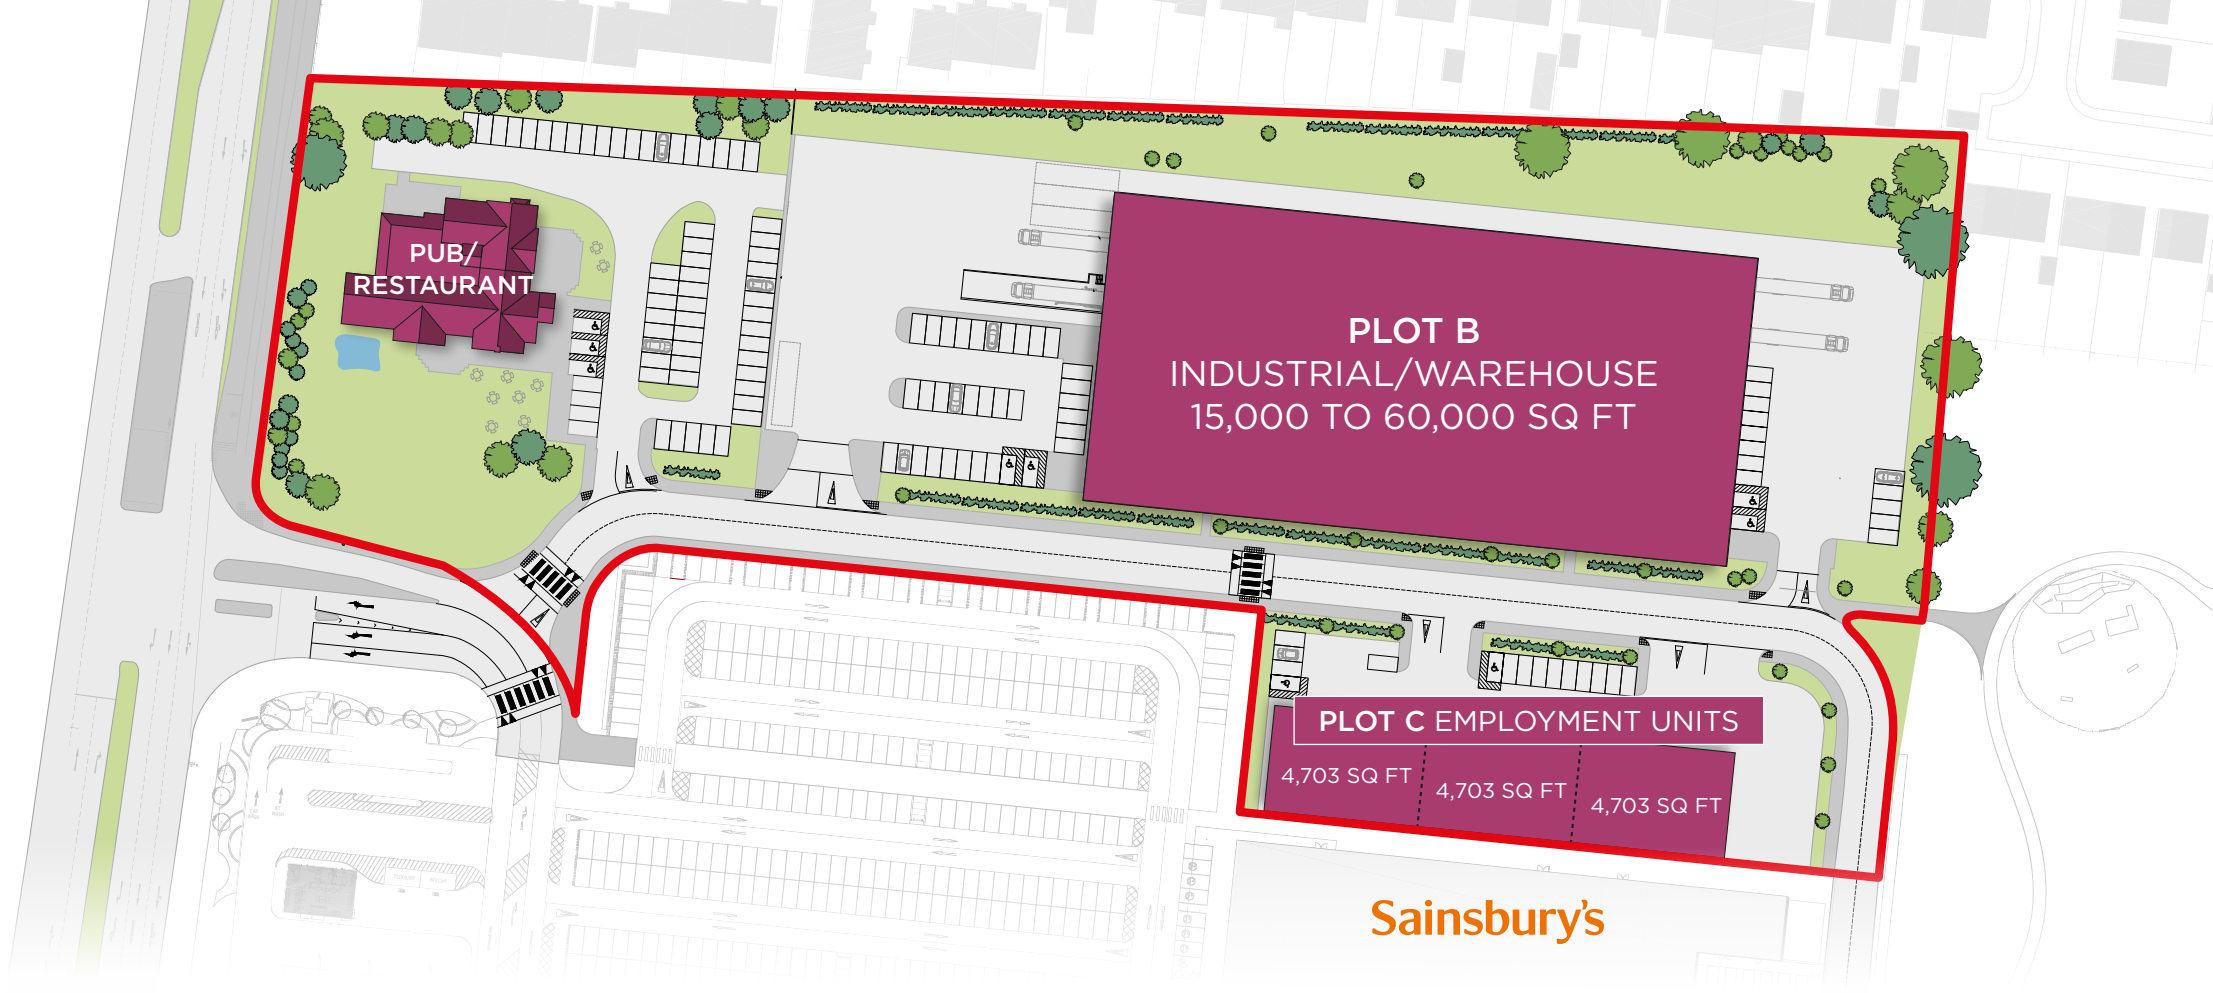 PUB/
RESTAURANT
PLOT B
INDUSTRIAL/WAREHOUSE
15,000 TO 60,000 SQ FT
PLOT C EMPLOYMENT UNITS
4,703 SQ FT
4,703 SQ FT
4,703 SQ FT
Sainsbury's